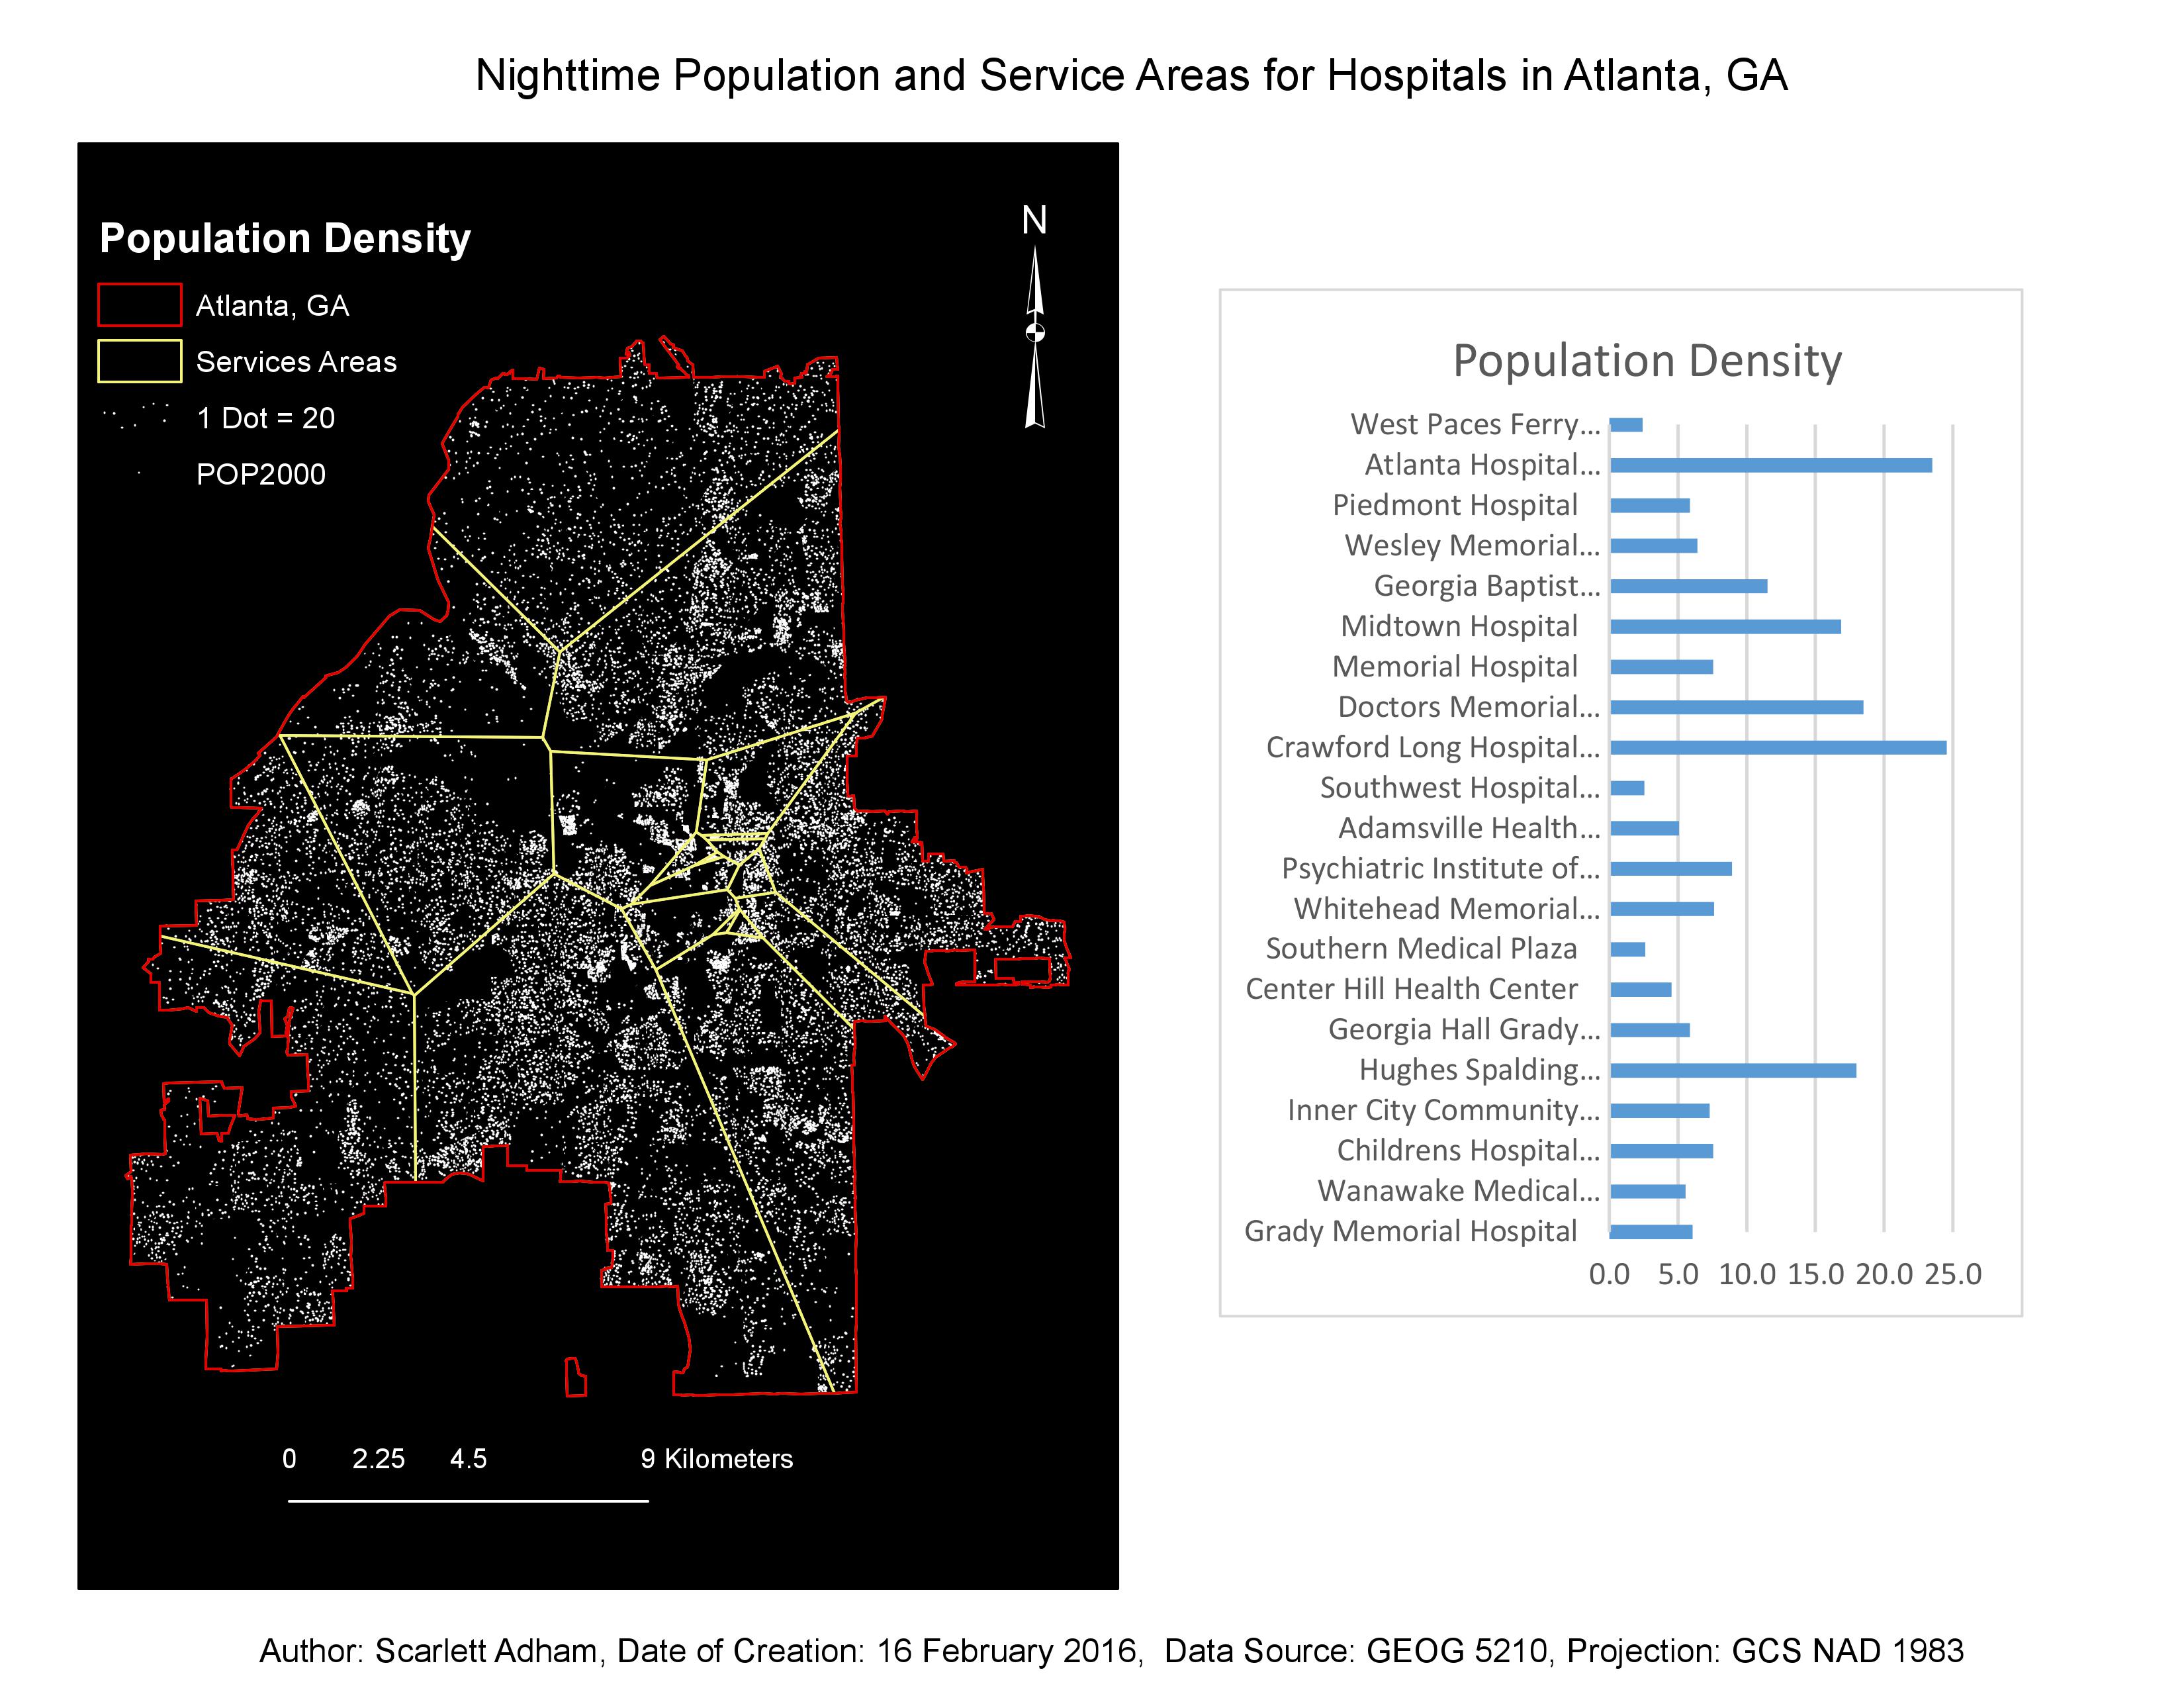 Nighttime Population and Service Areas for Hospitals in Atlanta, GA
Population Density
Atlanta, GA
Services Areas
1 Dot = 20
POP2000
N
0 2.25 4.5 9 Kilometers
Population Density
West Paces Ferry...
Atlanta Hospital...
Piedmont Hospital
Wesley Memorial...
Georgia Baptist...
Midtown Hospital
Memorial Hospital
Doctors Memorial...
Crawford Long Hospital...
Southwest Hospital...
Adamsville Health...
Psychiatric Institute of...
Whitehead Memorial...
Southern Medical Plaza
Center Hill Health Center
Georgia Hall Grady...
Hughes Spalding...
Inner City Community...
Childrens Hospital...
Wanawake Medical...
Grady Memorial Hospital
0.0 5.0 10.0 15.0 20.0 25.0
Author: Scarlett Adham, Date of Creation: 16 February 2016, Data Source: GEOG 5210, Projection: GCS NAD 1983